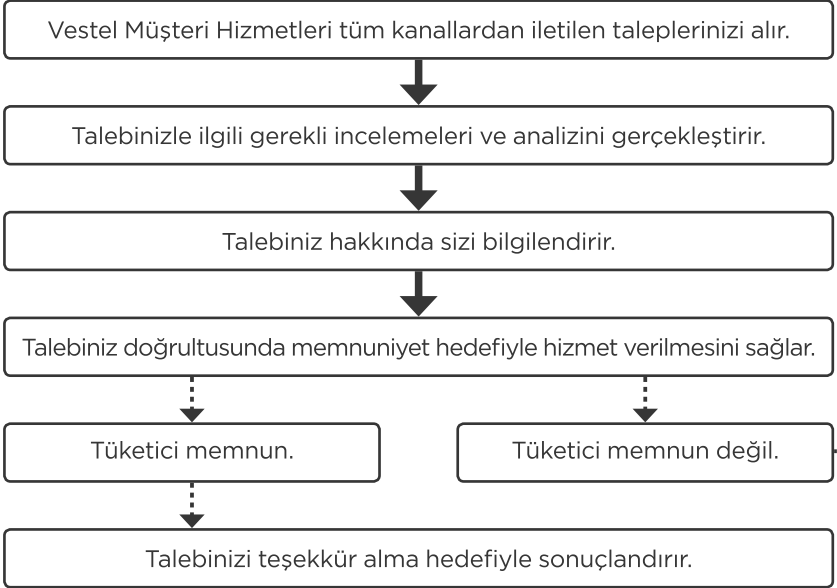 Vestel Müşteri Hizmetleri tüm kanallardan iletilen taleplerinizi alır.
Talebinizle ilgili gerekli incelemeleri ve analizini gerçekleştirir.
Talebiniz hakkında sizi bilgilendirir.
Talebiniz doğrultusunda memnuniyet hedefiyle hizmet verilmesini sağlar.
Tüketici memnun.
Tüketici memnun değil.
Talebinizi teşekkür alma hedefiyle sonuçlandırır.